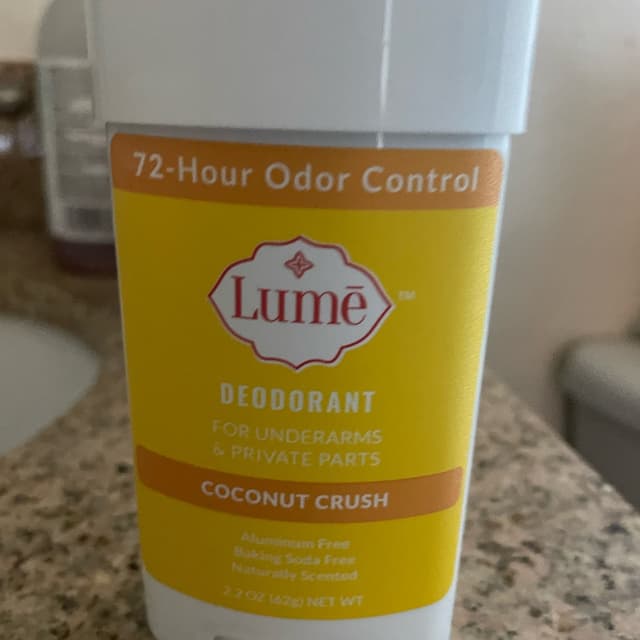 72-Hour Odor Control
Lumē™
DEODORANT
FOR UNDERARMS
& PRIVATE PARTS
COCONUT CRUSH
Aluminum Free
Baking Soda Free
Naturally Scented
2.2 OZ (62g) NET WT